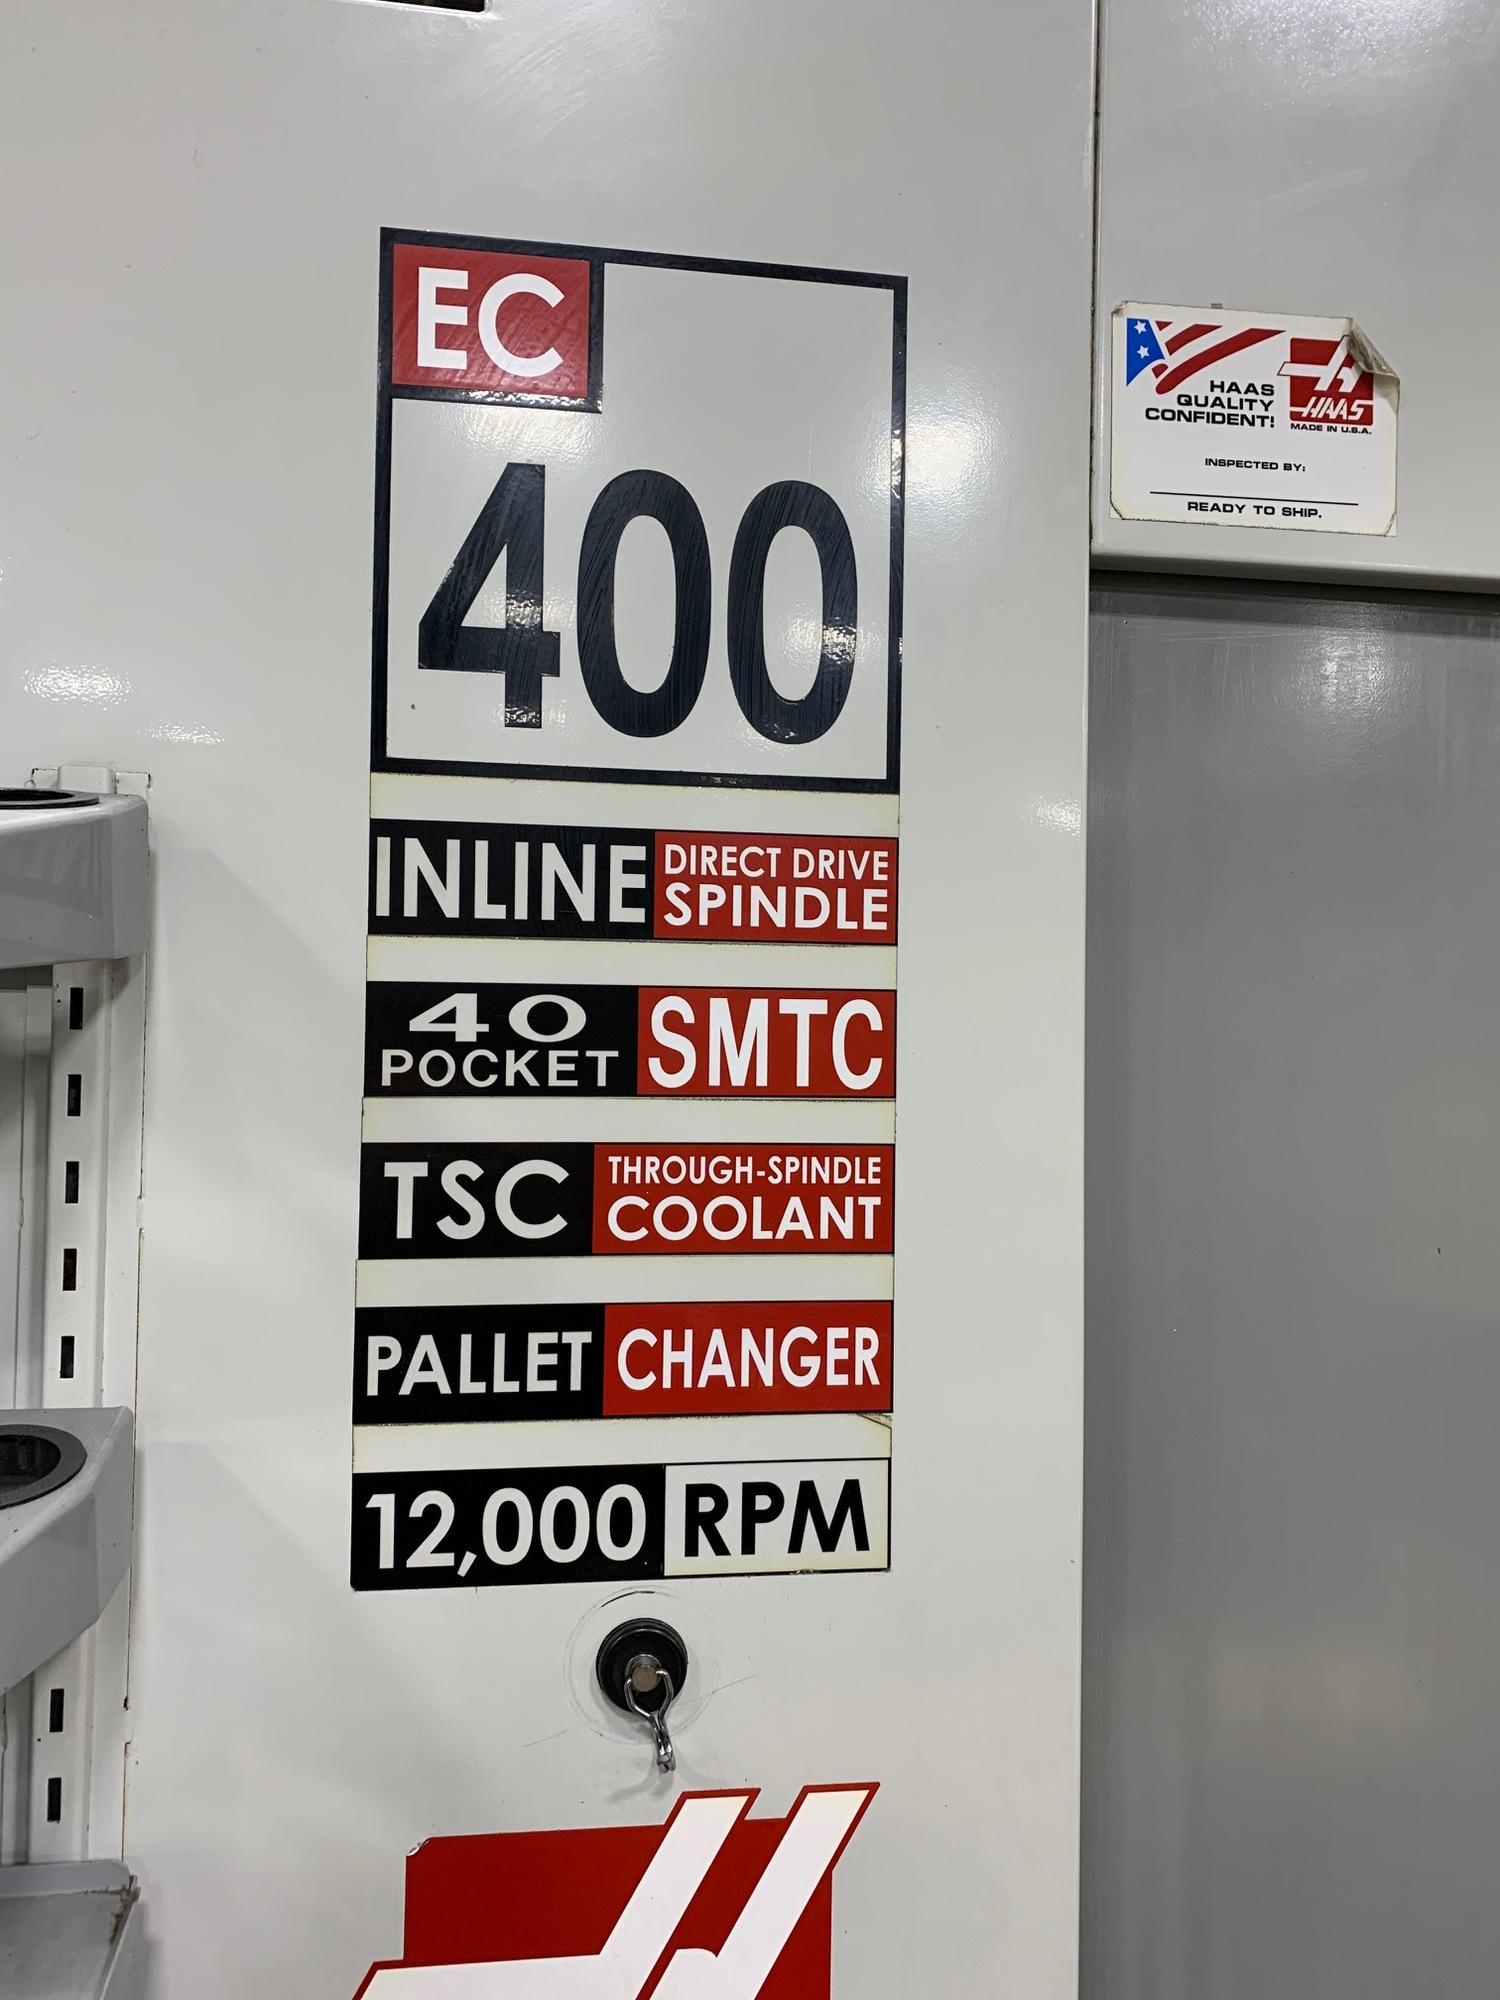 EC
400
INLINE DIRECT DRIVE
SPINDLE
40
POCKET SMTC
TSC THROUGH-SPINDLE
COOLANT
PALLET CHANGER
12,000 RPM
HAAS
QUALITY
CONFIDENT!
HAAS
MADE IN U.S.A.
INSPECTED BY:
READY TO SHIP.